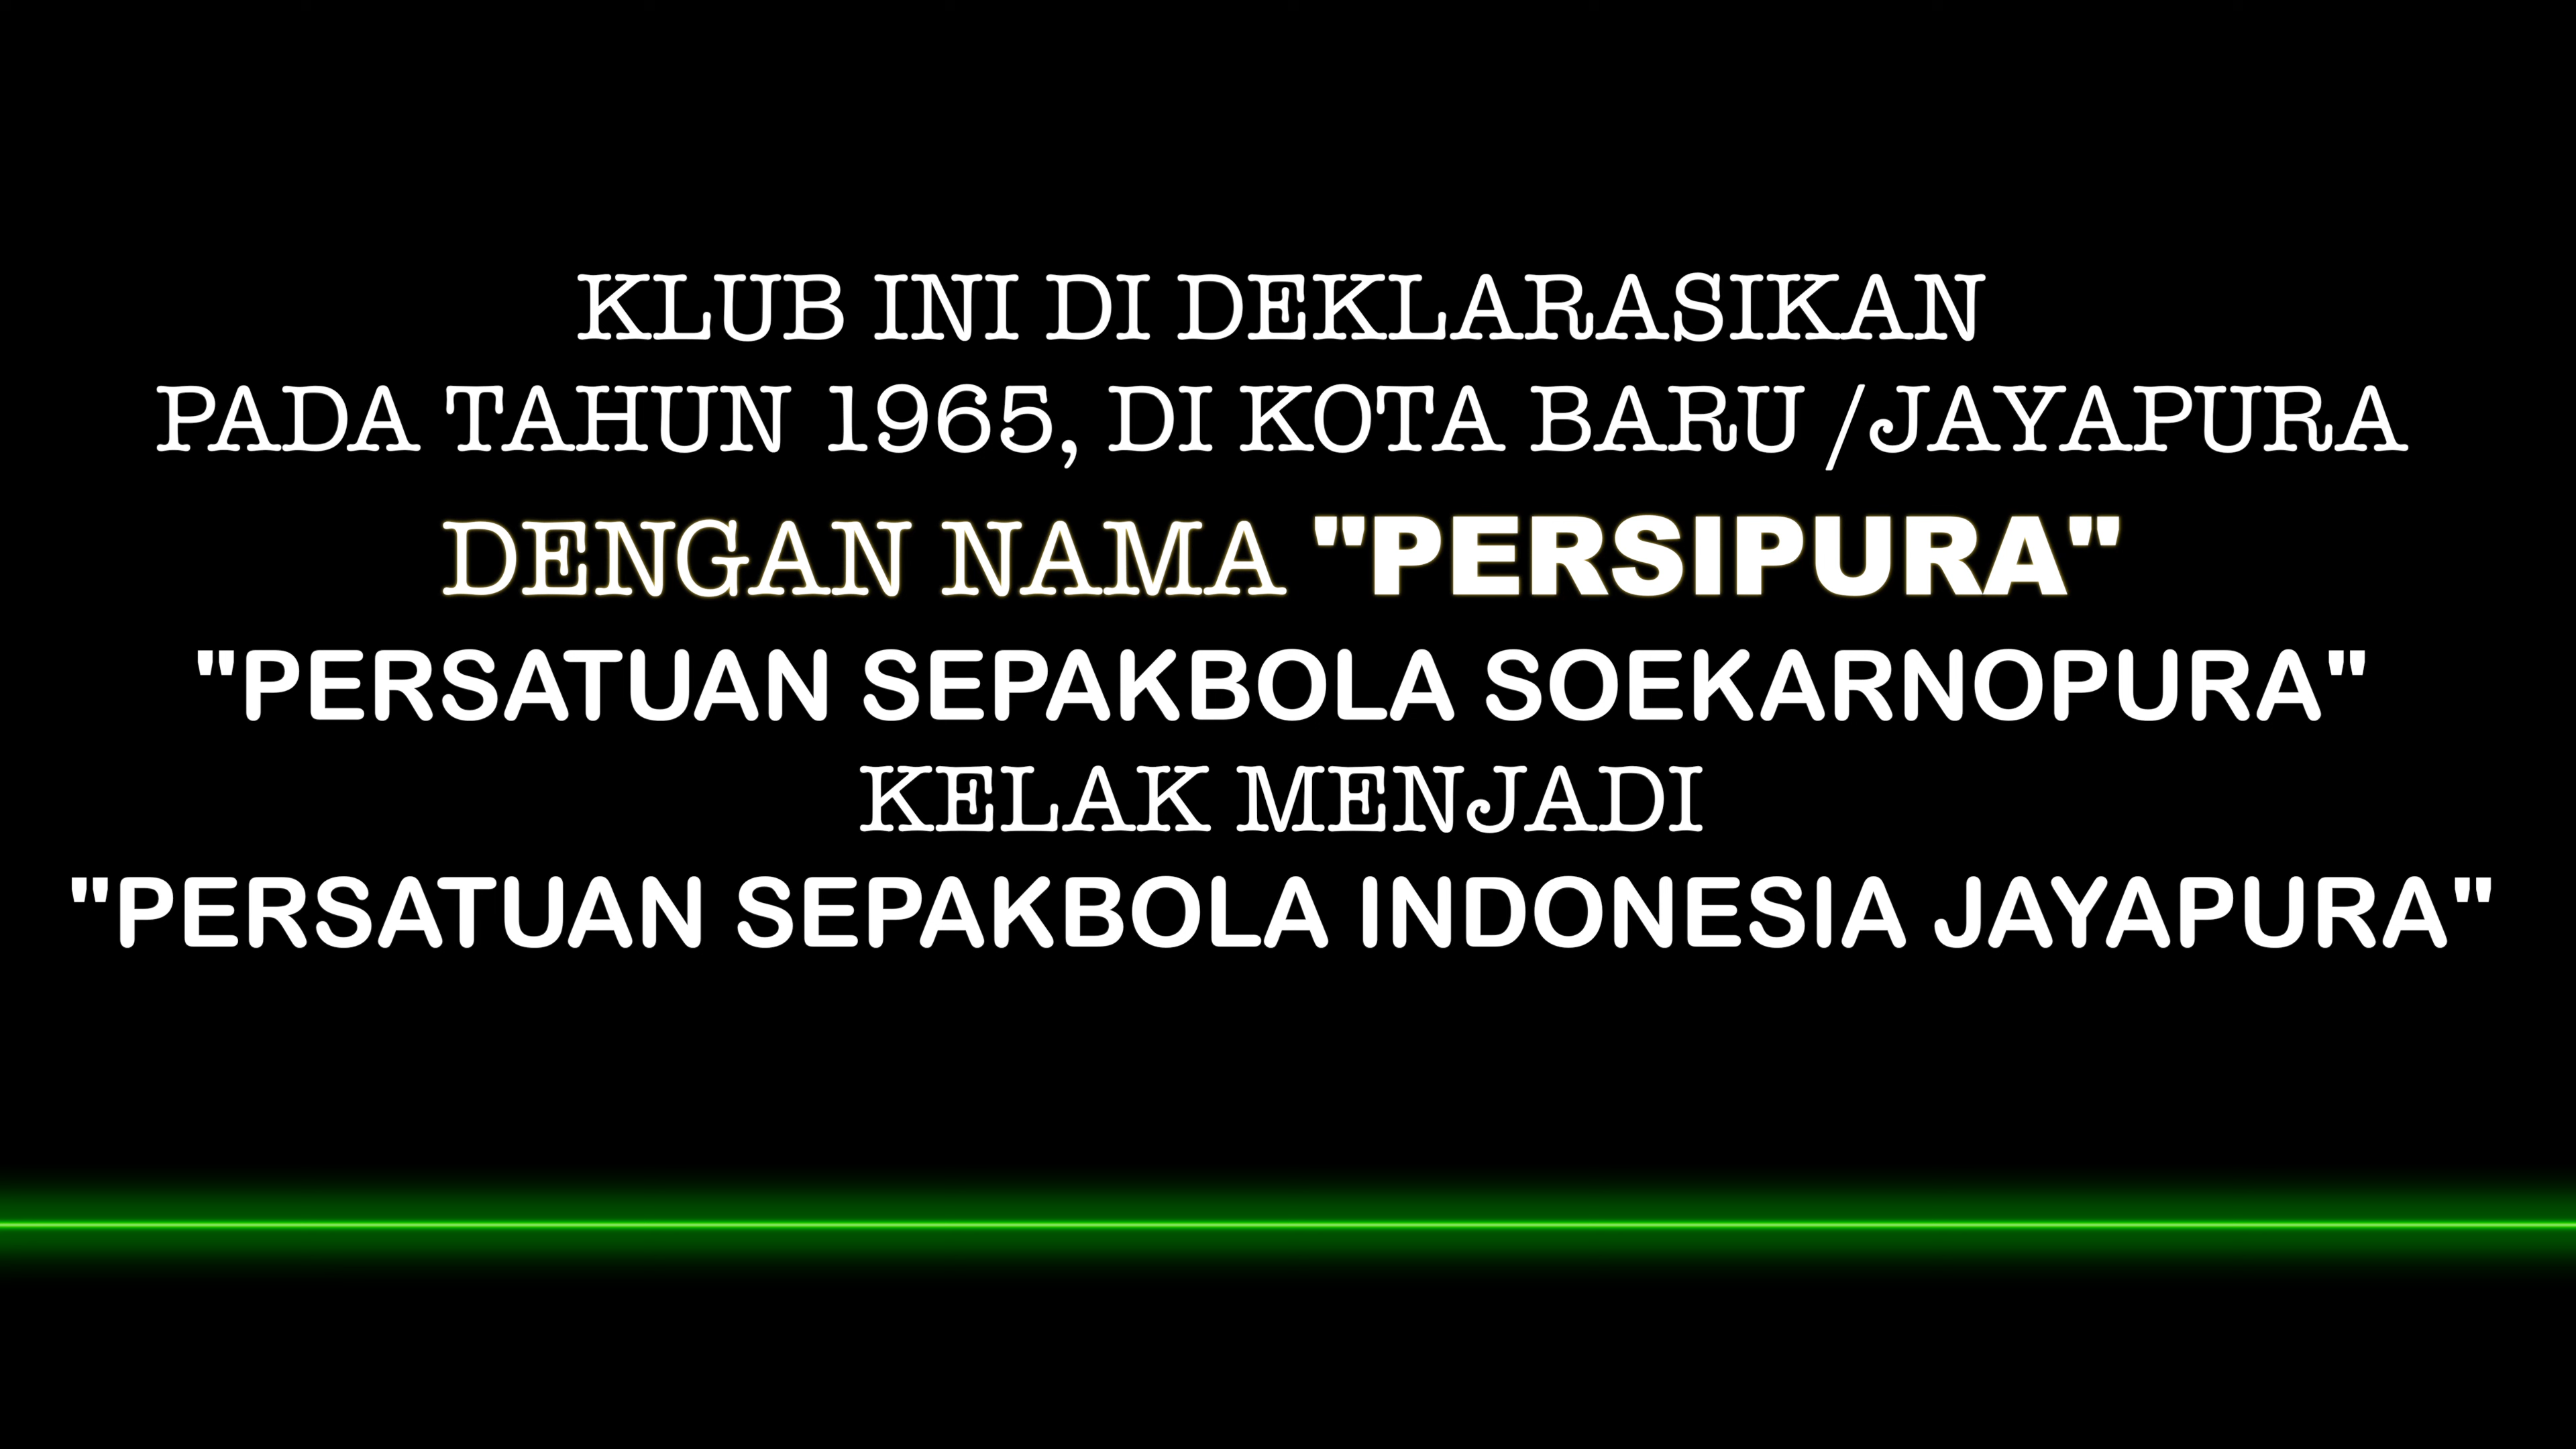 KLUB INI DI DEKLARASIKAN
PADA TAHUN 1965, DI KOTA BARU /JAYAPURA
DENGAN NAMA "PERSIPURA"
"PERSATUAN SEPAKBOLA SOEKARNOPURA"
KELAK MENJADI
"PERSATUAN SEPAKBOLA INDONESIA JAYAPURA"